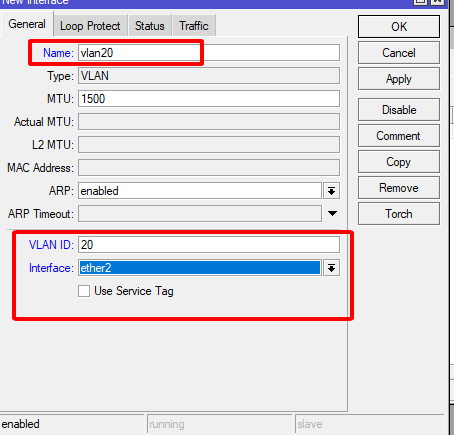 New Interface
General Loop Protect Status Traffic
OK
Name: vlan20
Cancel
Type: VLAN
MTU: 1500
Apply
Actual MTU:
Disable
L2 MTU:
Comment
MAC Address:
Copy
ARP: enabled
Remove
ARP Timeout:
Torch
VLAN ID: 20
Interface: ether2
Use Service Tag
enabled running slave